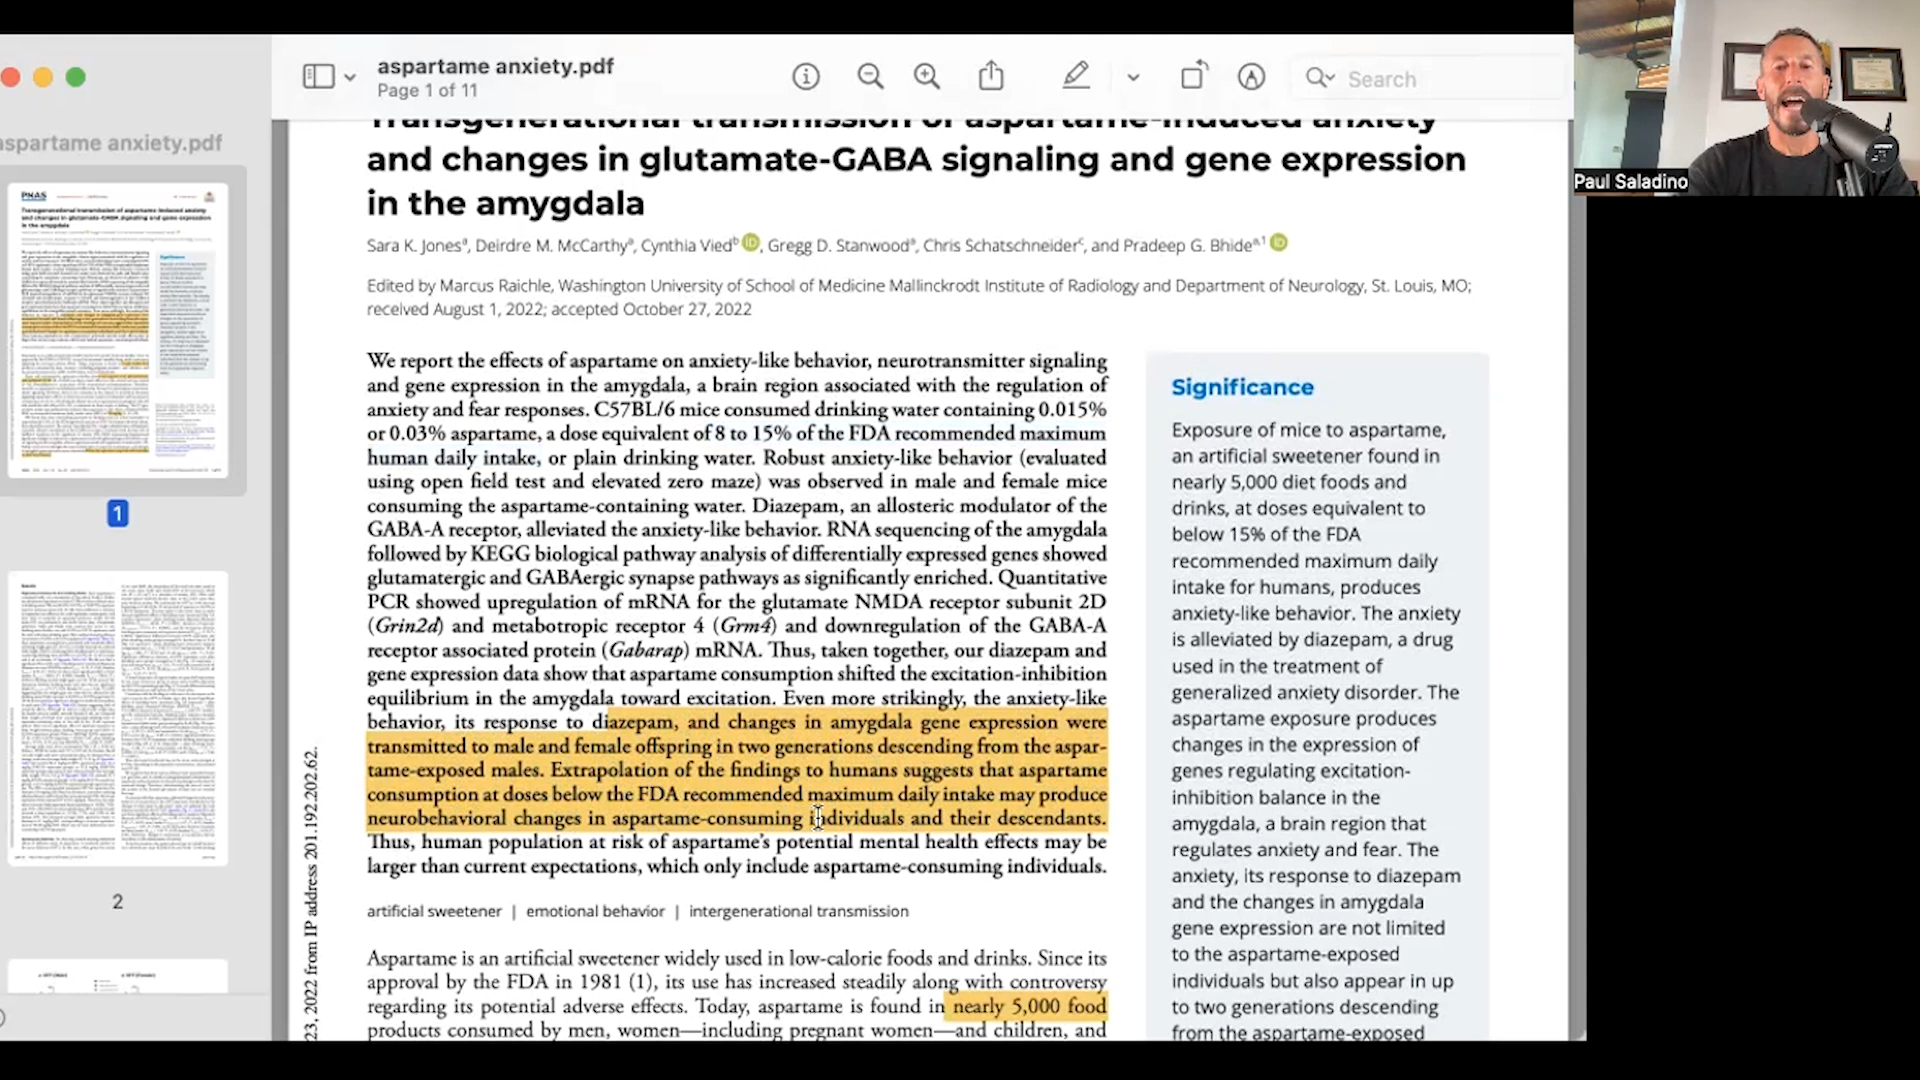 aspartame anxiety.pdf
Page 1 of 11
Search
Paul Saladino
aspartame anxiety.pdf
PNAS
1
2
Transgenerational transmission of aspartame-induced anxiety
and changes in glutamate-GABA signaling and gene expression
in the amygdala
Sara K. Jonesᵃ, Deirdre M. McCarthyᵃ, Cynthia Viedᵇ, Gregg D. Stanwoodᵃ, Chris Schatschneiderᶜ, and Pradeep G. Bhideᵃ,¹
Edited by Marcus Raichle, Washington University of School of Medicine Mallinckrodt Institute of Radiology and Department of Neurology, St. Louis, MO;
received August 1, 2022; accepted October 27, 2022
We report the effects of aspartame on anxiety-like behavior, neurotransmitter signaling
and gene expression in the amygdala, a brain region associated with the regulation of
anxiety and fear responses. C57BL/6 mice consumed drinking water containing 0.015%
or 0.03% aspartame, a dose equivalent of 8 to 15% of the FDA recommended maximum
human daily intake, or plain drinking water. Robust anxiety-like behavior (evaluated
using open field test and elevated zero maze) was observed in male and female mice
consuming the aspartame-containing water. Diazepam, an allosteric modulator of the
GABA-A receptor, alleviated the anxiety-like behavior. RNA sequencing of the amygdala
followed by KEGG biological pathway analysis of differentially expressed genes showed
glutamatergic and GABAergic synapse pathways as significantly enriched. Quantitative
PCR showed upregulation of mRNA for the glutamate NMDA receptor subunit 2D
(Grin2d) and metabotropic receptor 4 (Grm4) and downregulation of the GABA-A
receptor associated protein (Gabarap) mRNA. Thus, taken together, our diazepam and
gene expression data show that aspartame consumption shifted the excitation-inhibition
equilibrium in the amygdala toward excitation. Even more strikingly, the anxiety-like
behavior, its response to diazepam, and changes in amygdala gene expression were
transmitted to male and female offspring in two generations descending from the aspar-
tame-exposed males. Extrapolation of the findings to humans suggests that aspartame
consumption at doses below the FDA recommended maximum daily intake may produce
neurobehavioral changes in aspartame-consuming individuals and their descendants.
Thus, human population at risk of aspartame's potential mental health effects may be
larger than current expectations, which only include aspartame-consuming individuals.
artificial sweetener | emotional behavior | intergenerational transmission
Aspartame is an artificial sweetener widely used in low-calorie foods and drinks. Since its
approval by the FDA in 1981 (1), its use has increased steadily along with controversy
regarding its potential adverse effects. Today, aspartame is found in nearly 5,000 food
products consumed by men, women—including pregnant women—and children, and
Significance
Exposure of mice to aspartame,
an artificial sweetener found in
nearly 5,000 diet foods and
drinks, at doses equivalent to
below 15% of the FDA
recommended maximum daily
intake for humans, produces
anxiety-like behavior. The anxiety
is alleviated by diazepam, a drug
used in the treatment of
generalized anxiety disorder. The
aspartame exposure produces
changes in the expression of
genes regulating excitation-
inhibition balance in the
amygdala, a brain region that
regulates anxiety and fear. The
anxiety, its response to diazepam
and the changes in amygdala
gene expression are not limited
to the aspartame-exposed
individuals but also appear in up
to two generations descending
from the aspartame-exposed
23, 2022 from IP address 201.192.202.62.